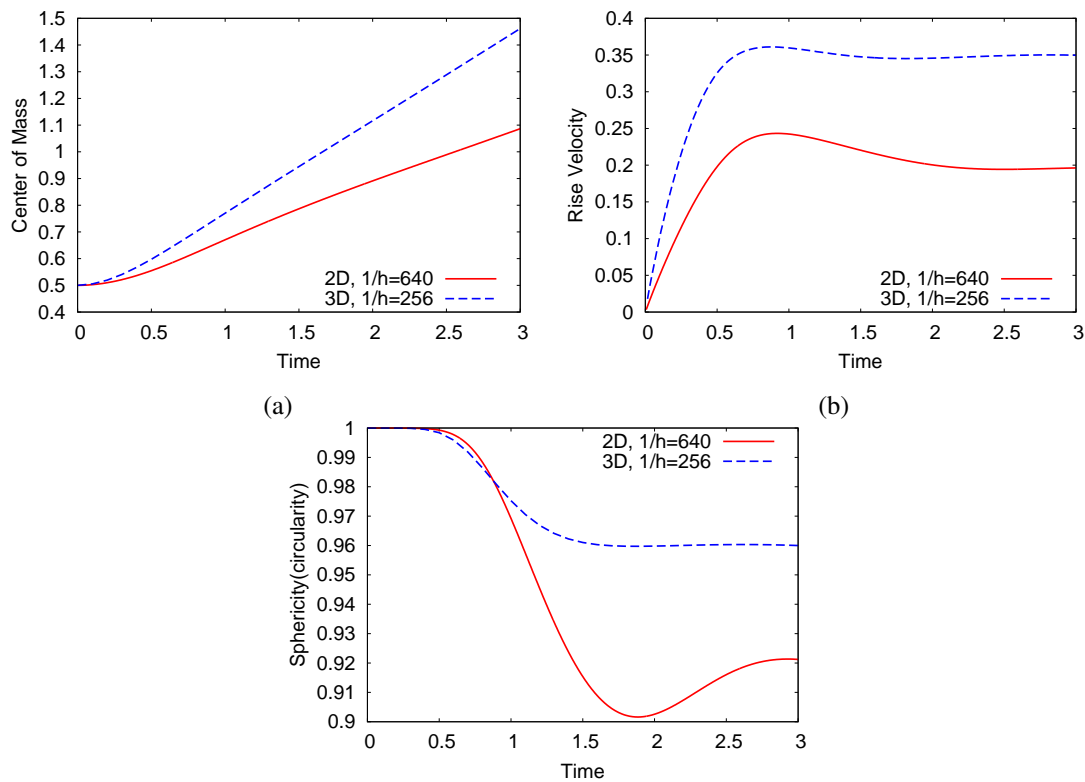 1.5
1.4
1.3
1.2
1.1
1
0.9
0.8
0.7
0.6
0.5
0.4
Center of Mass
0 0.5 1 1.5 2 2.5 3
Time
2D, 1/h=640
3D, 1/h=256
(a)
0.4
0.35
0.3
0.25
0.2
0.15
0.1
0.05
0
Rise Velocity
0 0.5 1 1.5 2 2.5 3
Time
2D, 1/h=640
3D, 1/h=256
(b)
1
0.99
0.98
0.97
0.96
0.95
0.94
0.93
0.92
0.91
0.9
Sphericity(circularity)
0 0.5 1 1.5 2 2.5 3
Time
2D, 1/h=640
3D, 1/h=256